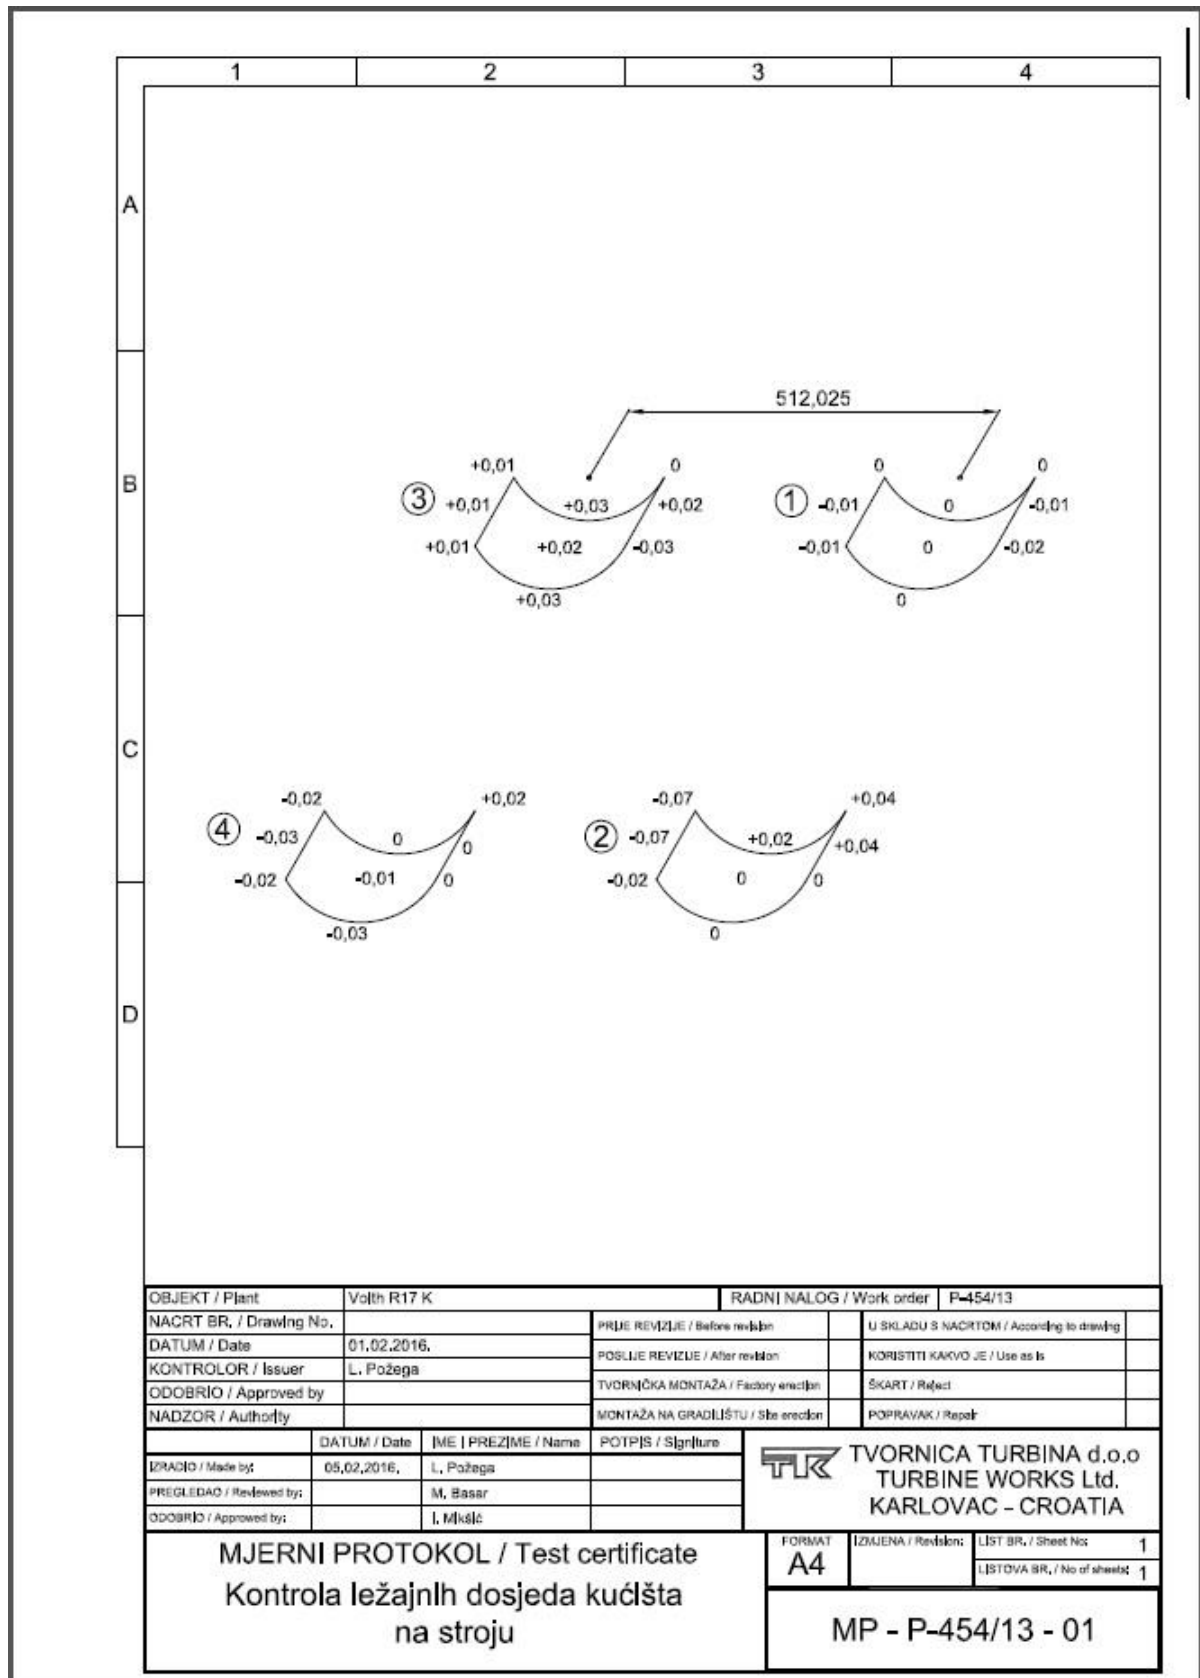 1 2 3 4
A
512,025
+0,01 0 0 0
B
3 +0,01 +0,03 +0,02 1 -0,01 0 -0,01
+0,01 +0,02 -0,03 -0,01 0 -0,02
+0,03 0
C
-0,02 +0,02 -0,07 +0,04
4 -0,03 0 0 2 -0,07 +0,02 +0,04
-0,02 -0,01 0 -0,02 0 0
-0,03 0
D
OBJEKT / Plant Voith R17 K RADNI NALOG / Work order P-454/13
NACRT BR. / Drawing No. PRIJE REVIZIJE / Before revision U SKLADU S NACRTOM / According to drawing
DATUM / Date 01.02.2016. POSLIJE REVIZIJE / After revision KORISTITI KAKVO JE / Use as is
KONTROLOR / Issuer L. Požega
ODOBRIO / Approved by TVORNIČKA MONTAŽA / Factory erection ŠKART / Reject
NADZOR / Authority MONTAŽA NA GRADILIŠTU / Site erection POPRAVAK / Repair
DATUM / Date IME I PREZIME / Name POTPIS / Signiture
IZRADIO / Made by: 05.02.2016. L. Požega
PREGLEDAO / Reviewed by: M. Basar
ODOBRIO / Approved by: I. Mikšić
TK TVORNICA TURBINA d.o.o
TURBINE WORKS Ltd.
KARLOVAC - CROATIA
MJERNI PROTOKOL / Test certificate
Kontrola ležajnih dosjeda kućišta
na stroju
FORMAT A4 IZMJENA / Revision: LIST BR. / Sheet No: 1
LISTOVA BR. / No of sheets: 1
MP - P-454/13 - 01